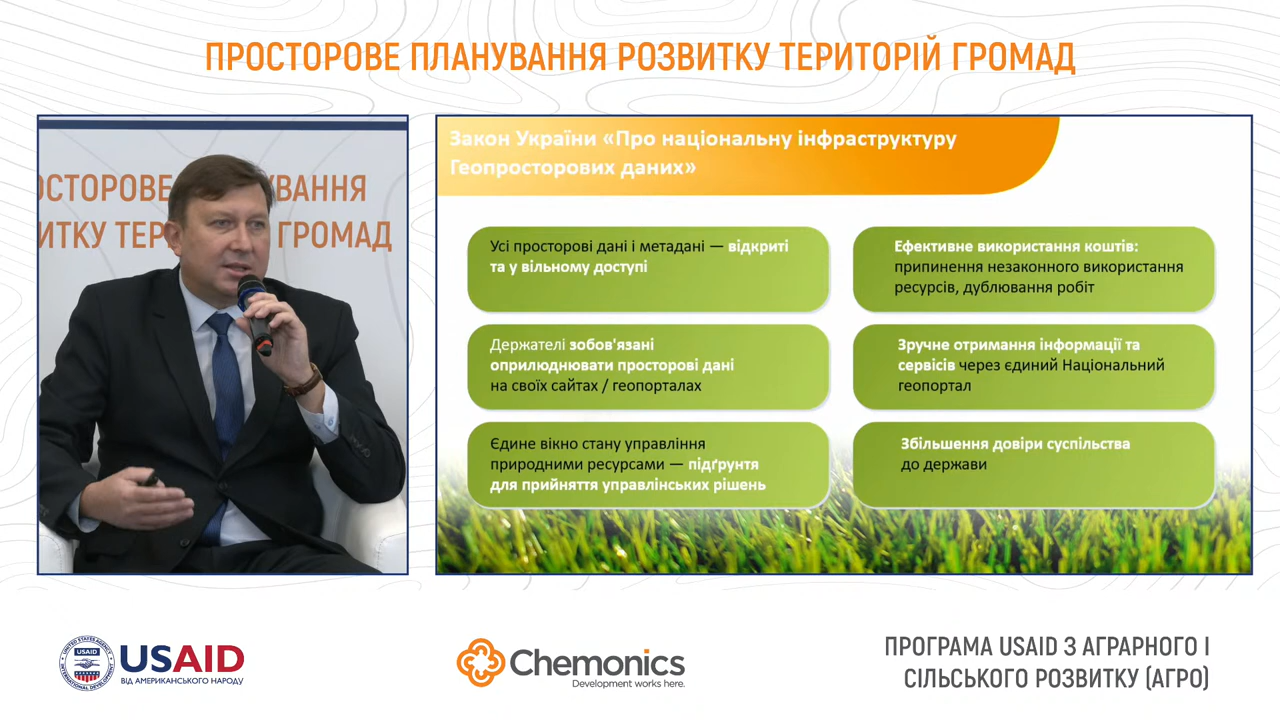 ПРОСТОРОВЕ ПЛАНУВАННЯ РОЗВИТКУ ТЕРИТОРІЙ ГРОМАД
ВАННЯ
ГРОМАД
Закон України «Про національну інфраструктуру
Геопросторових даних»
Усі просторові дані і метадані — відкриті
та у вільному доступі
Держателі зобов'язані
оприлюднювати просторові дані
на своїх сайтах / геопорталах
Єдине вікно стану управління
природними ресурсами — підґрунтя
для прийняття управлінських рішень
Ефективне використання коштів:
припинення незаконного використання
ресурсів, дублювання робіт
Зручне отримання інформації та
сервісів через єдиний Національний
геопортал
Збільшення довіри суспільства
до держави
USAID
USAID
ВІД АМЕРИКАНСЬКОГО НАРОДУ
Chemonics
Development works here.
ПРОГРАМА USAID З АГРАРНОГО І
СІЛЬСЬКОГО РОЗВИТКУ (АГРО)